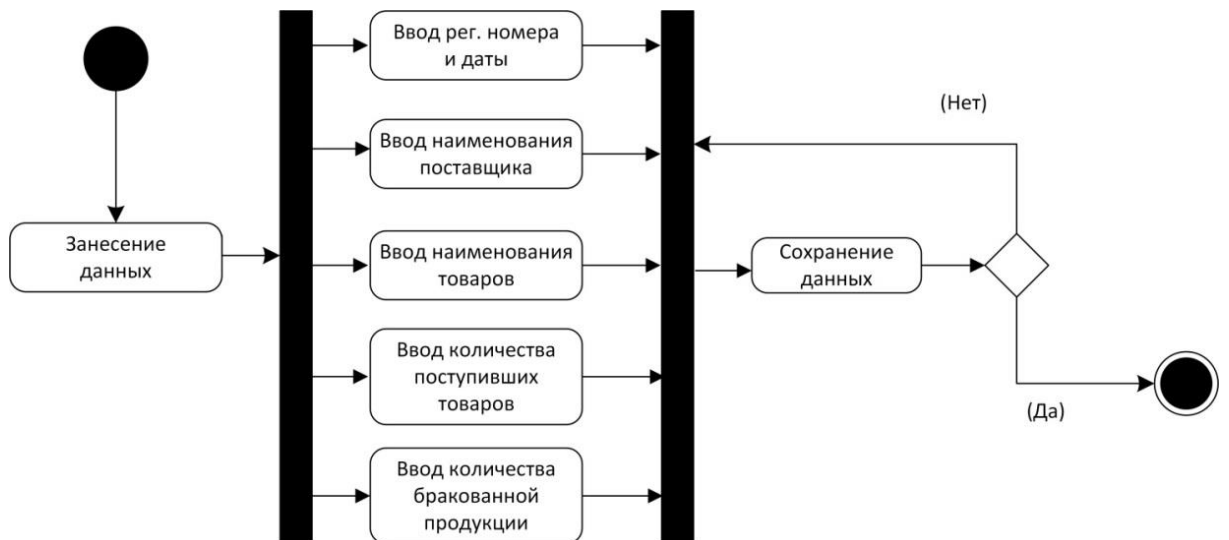 Занесение
данных
Ввод рег. номера
и даты
Ввод наименования
поставщика
Ввод наименования
товаров
Ввод количества
поступивших
товаров
Ввод количества
бракованной
продукции
Сохранение
данных
(Нет)
(Да)